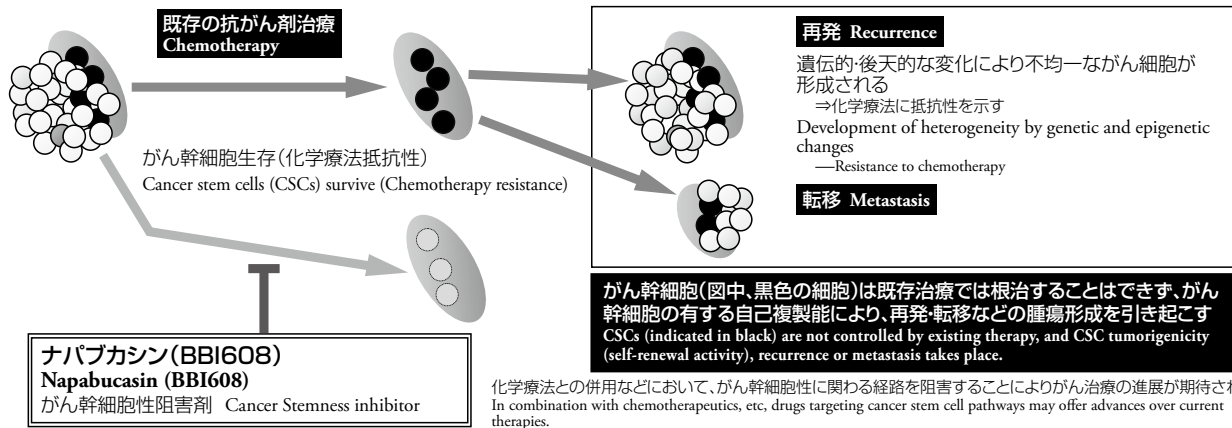 既存の抗がん剤治療
Chemotherapy
がん幹細胞生存(化学療法抵抗性)
Cancer stem cells (CSCs) survive (Chemotherapy resistance)
再発 Recurrence
遺伝的・後天的な変化により不均一ながん細胞が
形成される
⇒化学療法に抵抗性を示す
Development of heterogeneity by genetic and epigenetic
changes
—Resistance to chemotherapy
転移 Metastasis
がん幹細胞(図中、黒色の細胞)は既存治療では根治することはできず、がん
幹細胞の有する自己複製能により、再発・転移などの腫瘍形成を引き起こす
CSCs (indicated in black) are not controlled by existing therapy, and CSC tumorigenicity
(self-renewal activity), recurrence or metastasis takes place.
ナパブカシン(BBI608)
Napabucasin (BBI608)
がん幹細胞性阻害剤 Cancer Stemness inhibitor
化学療法との併用などにおいて、がん幹細胞性に関わる経路を阻害することによりがん治療の進展が期待され
In combination with chemotherapeutics, etc, drugs targeting cancer stem cell pathways may offer advances over current
therapies.